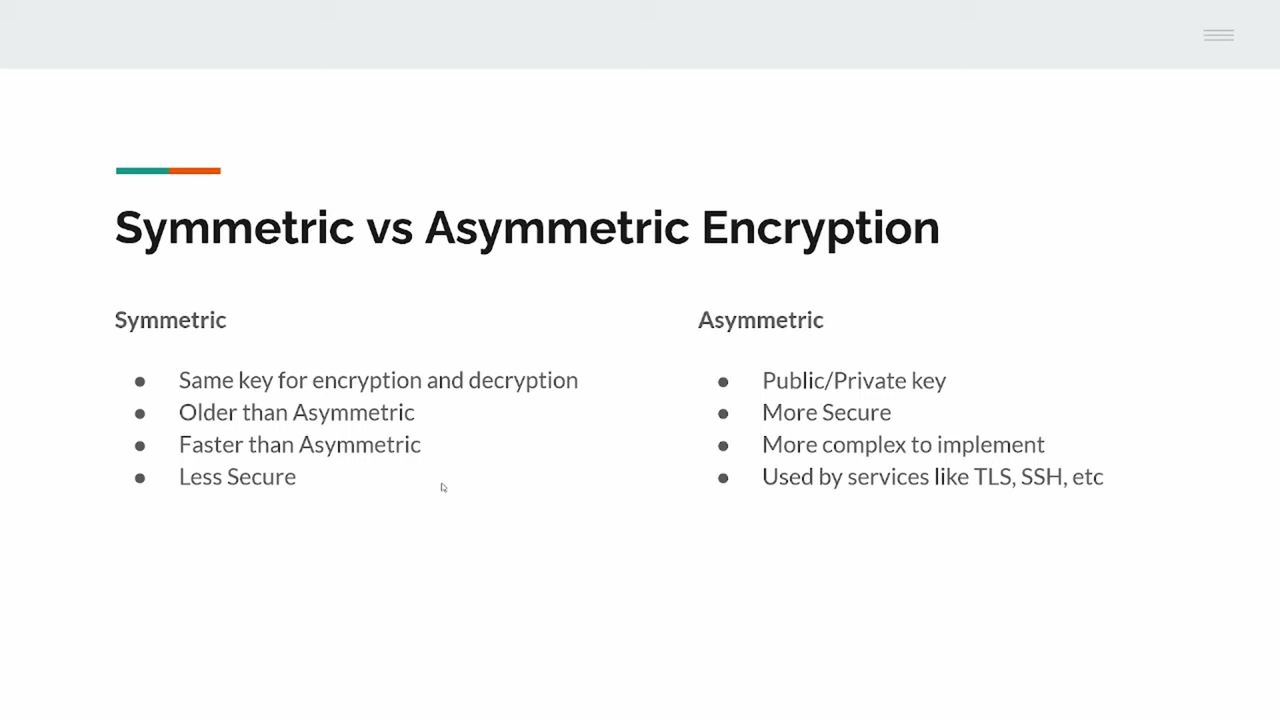 Symmetric vs Asymmetric Encryption
Symmetric
● Same key for encryption and decryption
● Older than Asymmetric
● Faster than Asymmetric
● Less Secure
Asymmetric
● Public/Private key
● More Secure
● More complex to implement
● Used by services like TLS, SSH, etc